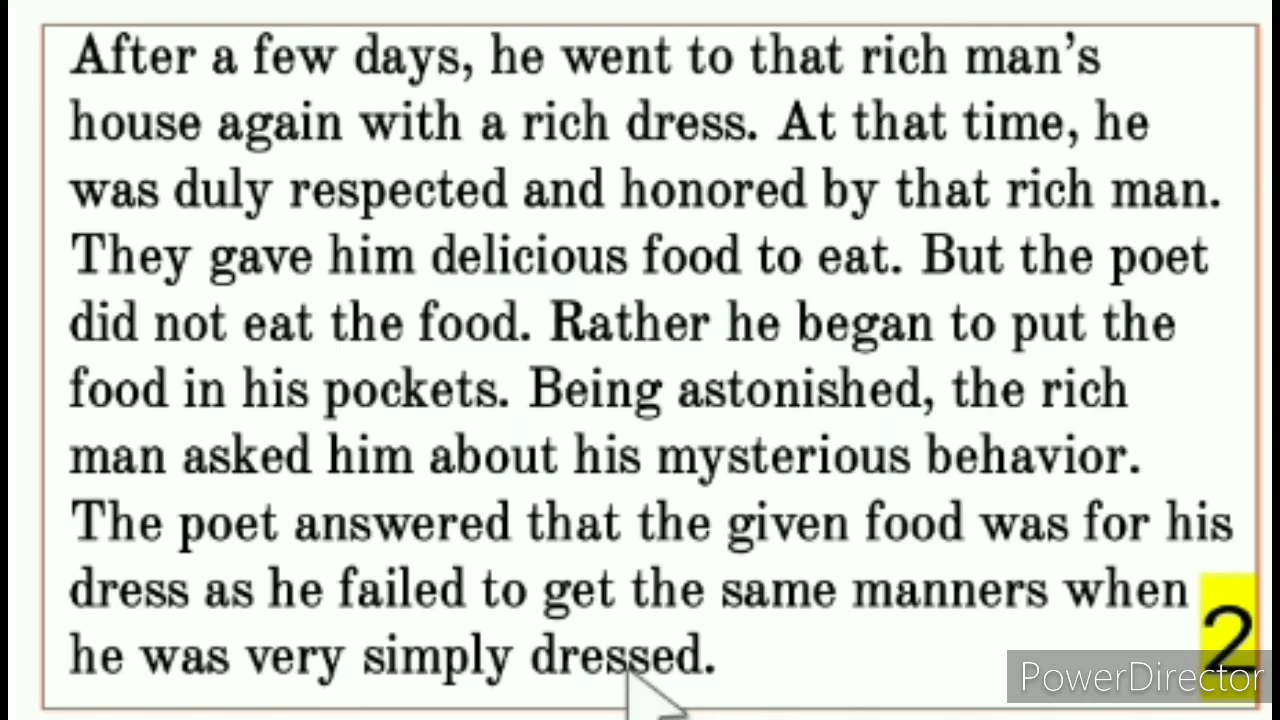 After a few days, he went to that rich man’s
house again with a rich dress. At that time, he
was duly respected and honored by that rich man.
They gave him delicious food to eat. But the poet
did not eat the food. Rather he began to put the
food in his pockets. Being astonished, the rich
man asked him about his mysterious behavior.
The poet answered that the given food was for his
dress as he failed to get the same manners when
he was very simply dressed.
2
PowerDirector